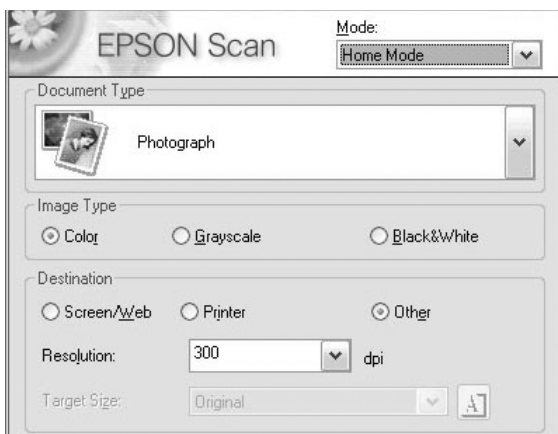 EPSON Scan
Mode:
Home Mode
Document Type
Photograph
Image Type
Color
Grayscale
Black&White
Destination
Screen/Web
Printer
Other
Resolution:
300
dpi
Target Size:
Original
A